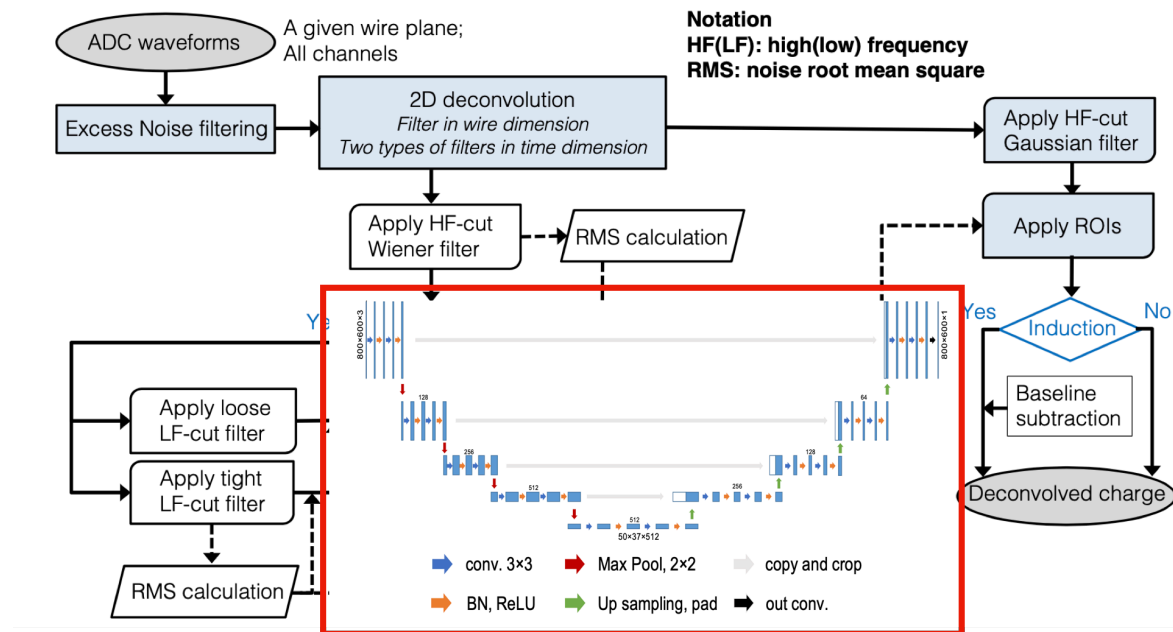 ADC waveforms
A given wire plane;
All channels
Notation
HF(LF): high(low) frequency
RMS: noise root mean square
Excess Noise filtering
2D deconvolution
Filter in wire dimension
Two types of filters in time dimension
Apply HF-cut
Gaussian filter
Apply HF-cut
Wiener filter
RMS calculation
Apply ROIs
Ye
800×600×3
800×600×1
Yes
Induction
No
Apply loose
LF-cut filter
128
64
Baseline
subtraction
Apply tight
LF-cut filter
256
128
512
256
Deconvolved charge
512
50×37×512
conv. 3×3
Max Pool, 2×2
copy and crop
RMS calculation
BN, ReLU
Up sampling, pad
out conv.